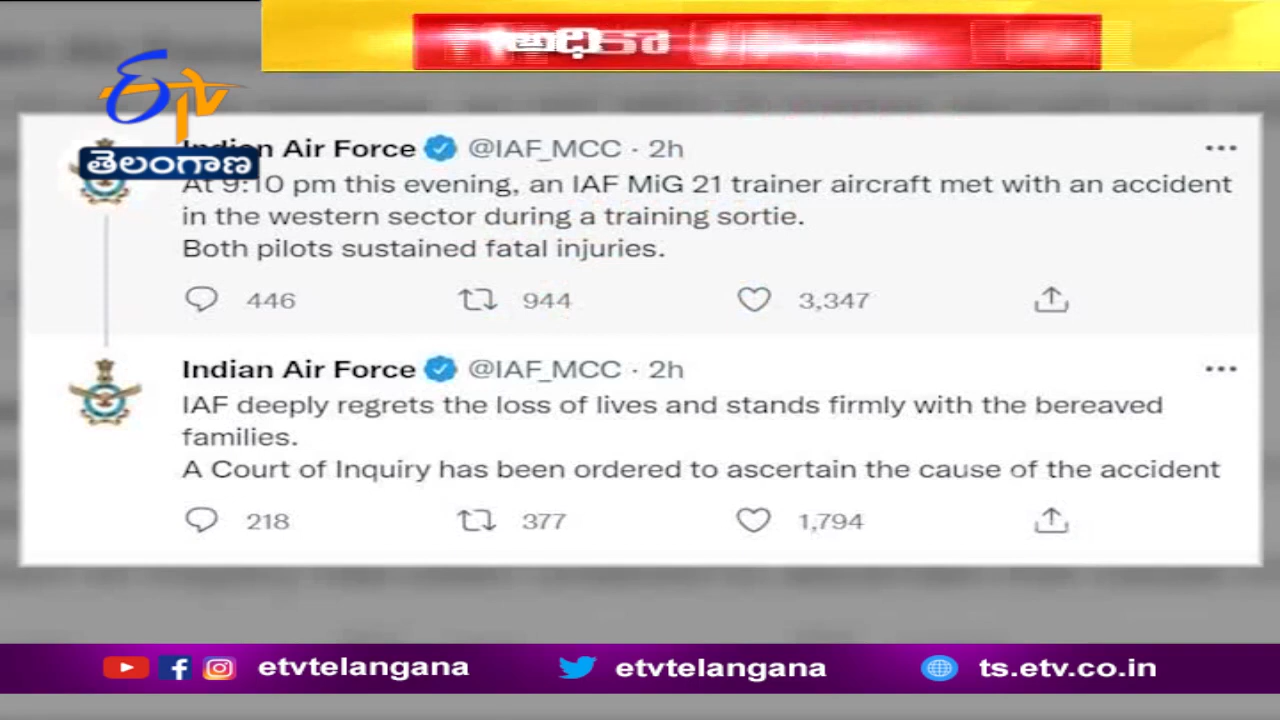 ETV
తెలంగాణ
Indian Air Force @IAF_MCC · 2h
At 9:10 pm this evening, an IAF MiG 21 trainer aircraft met with an accident
in the western sector during a training sortie.
Both pilots sustained fatal injuries.
446 944 3,347
Indian Air Force @IAF_MCC · 2h
IAF deeply regrets the loss of lives and stands firmly with the bereaved
families.
A Court of Inquiry has been ordered to ascertain the cause of the accident
218 377 1,794
etvtelangana etvtelangana ts.etv.co.in